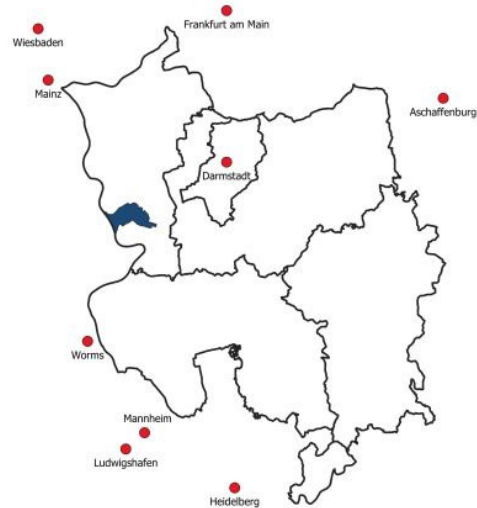 Frankfurt am Main
Wiesbaden
Mainz
Aschaffenburg
Darmstadt
Worms
Mannheim
Ludwigshafen
Heidelberg